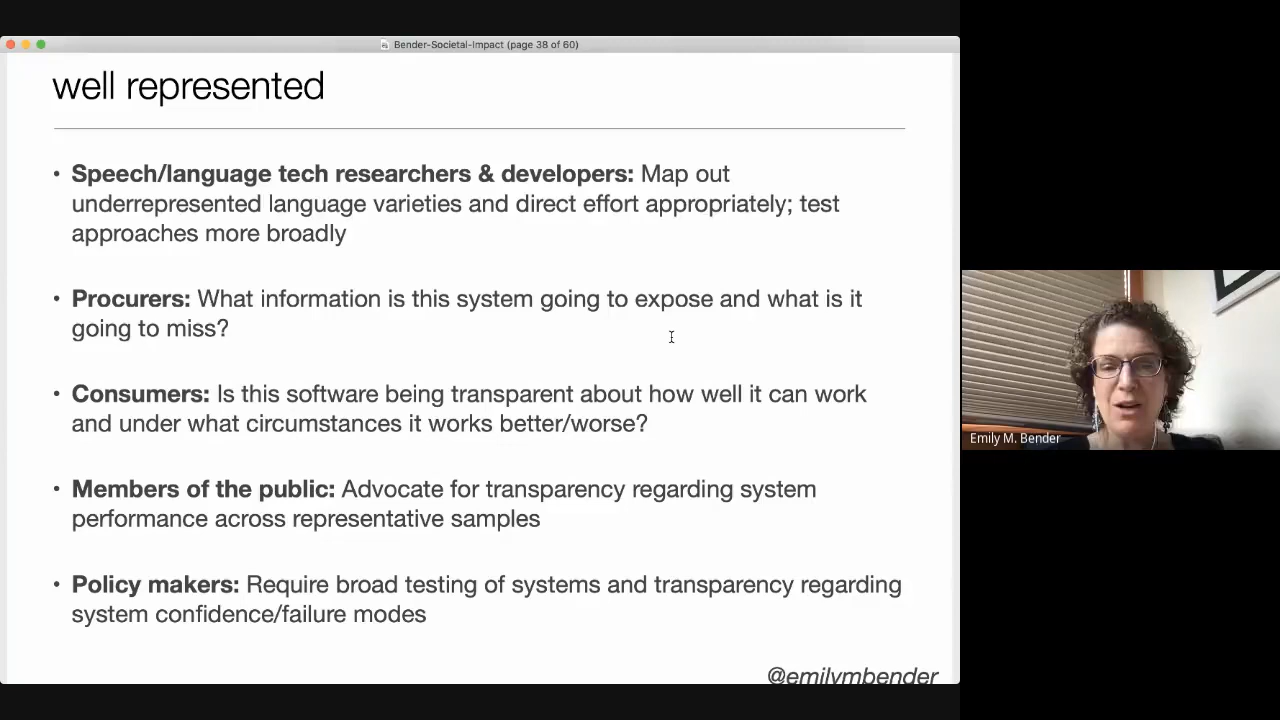 Bender-Societal-Impact (page 38 of 60)
well represented
• Speech/language tech researchers & developers: Map out
underrepresented language varieties and direct effort appropriately; test
approaches more broadly
• Procurers: What information is this system going to expose and what is it
going to miss?
• Consumers: Is this software being transparent about how well it can work
and under what circumstances it works better/worse?
• Members of the public: Advocate for transparency regarding system
performance across representative samples
• Policy makers: Require broad testing of systems and transparency regarding
system confidence/failure modes
@emilymbender
Emily M. Bender